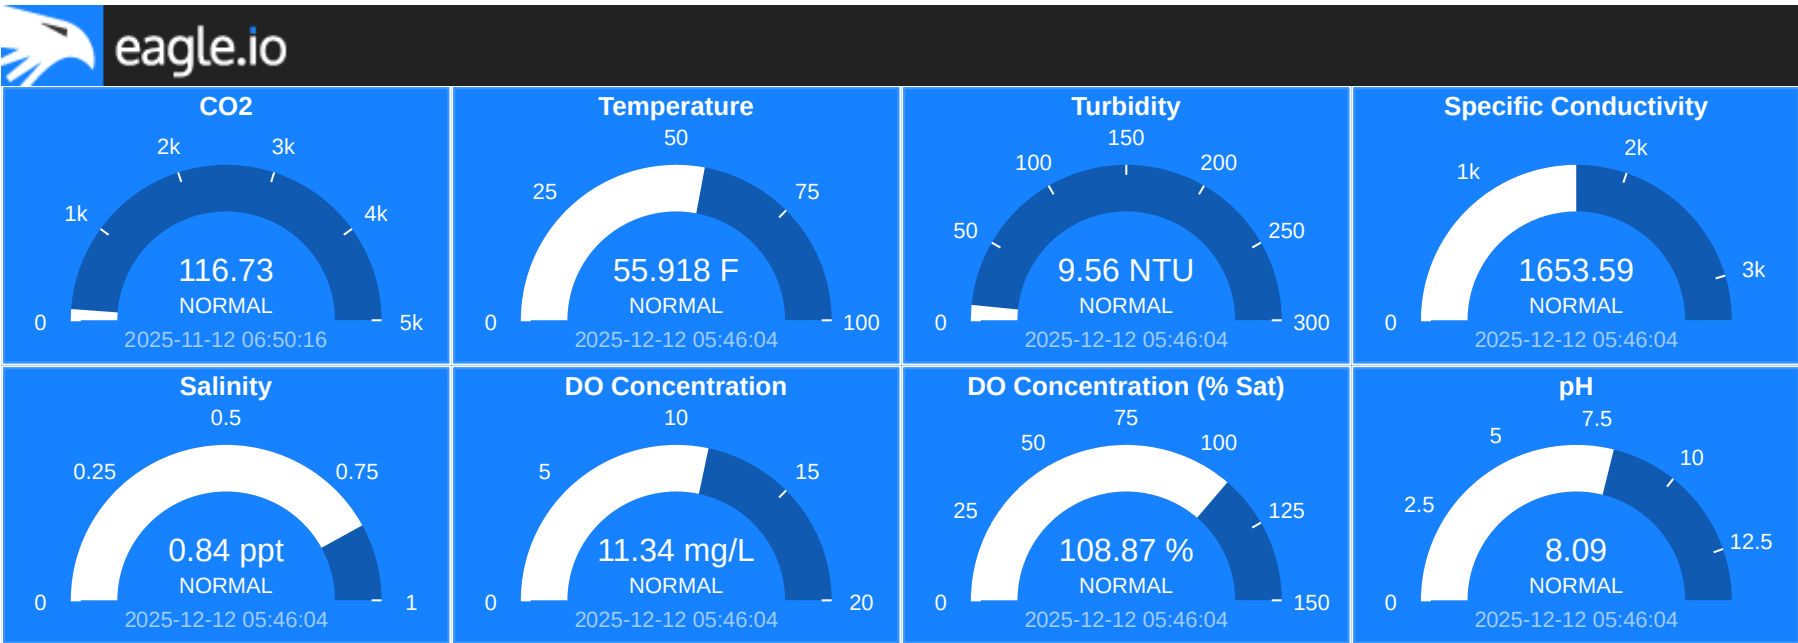 eagle.io
CO2
2k 3k
1k 4k
116.73
NORMAL
0 5k
2025-11-12 06:50:16
Temperature
50
25 75
55.918 F
NORMAL
0 100
2025-12-12 05:46:04
Turbidity
150
100 200
50 250
9.56 NTU
NORMAL
0 300
2025-12-12 05:46:04
Specific Conductivity
2k
1k
3k
1653.59
NORMAL
0
2025-12-12 05:46:04
Salinity
0.5
0.25 0.75
0.84 ppt
NORMAL
0 1
2025-12-12 05:46:04
DO Concentration
10
5 15
11.34 mg/L
NORMAL
0 20
2025-12-12 05:46:04
DO Concentration (% Sat)
75
50 100
25 125
108.87 %
NORMAL
0 150
2025-12-12 05:46:04
pH
7.5
5 10
2.5 12.5
8.09
NORMAL
0
2025-12-12 05:46:04